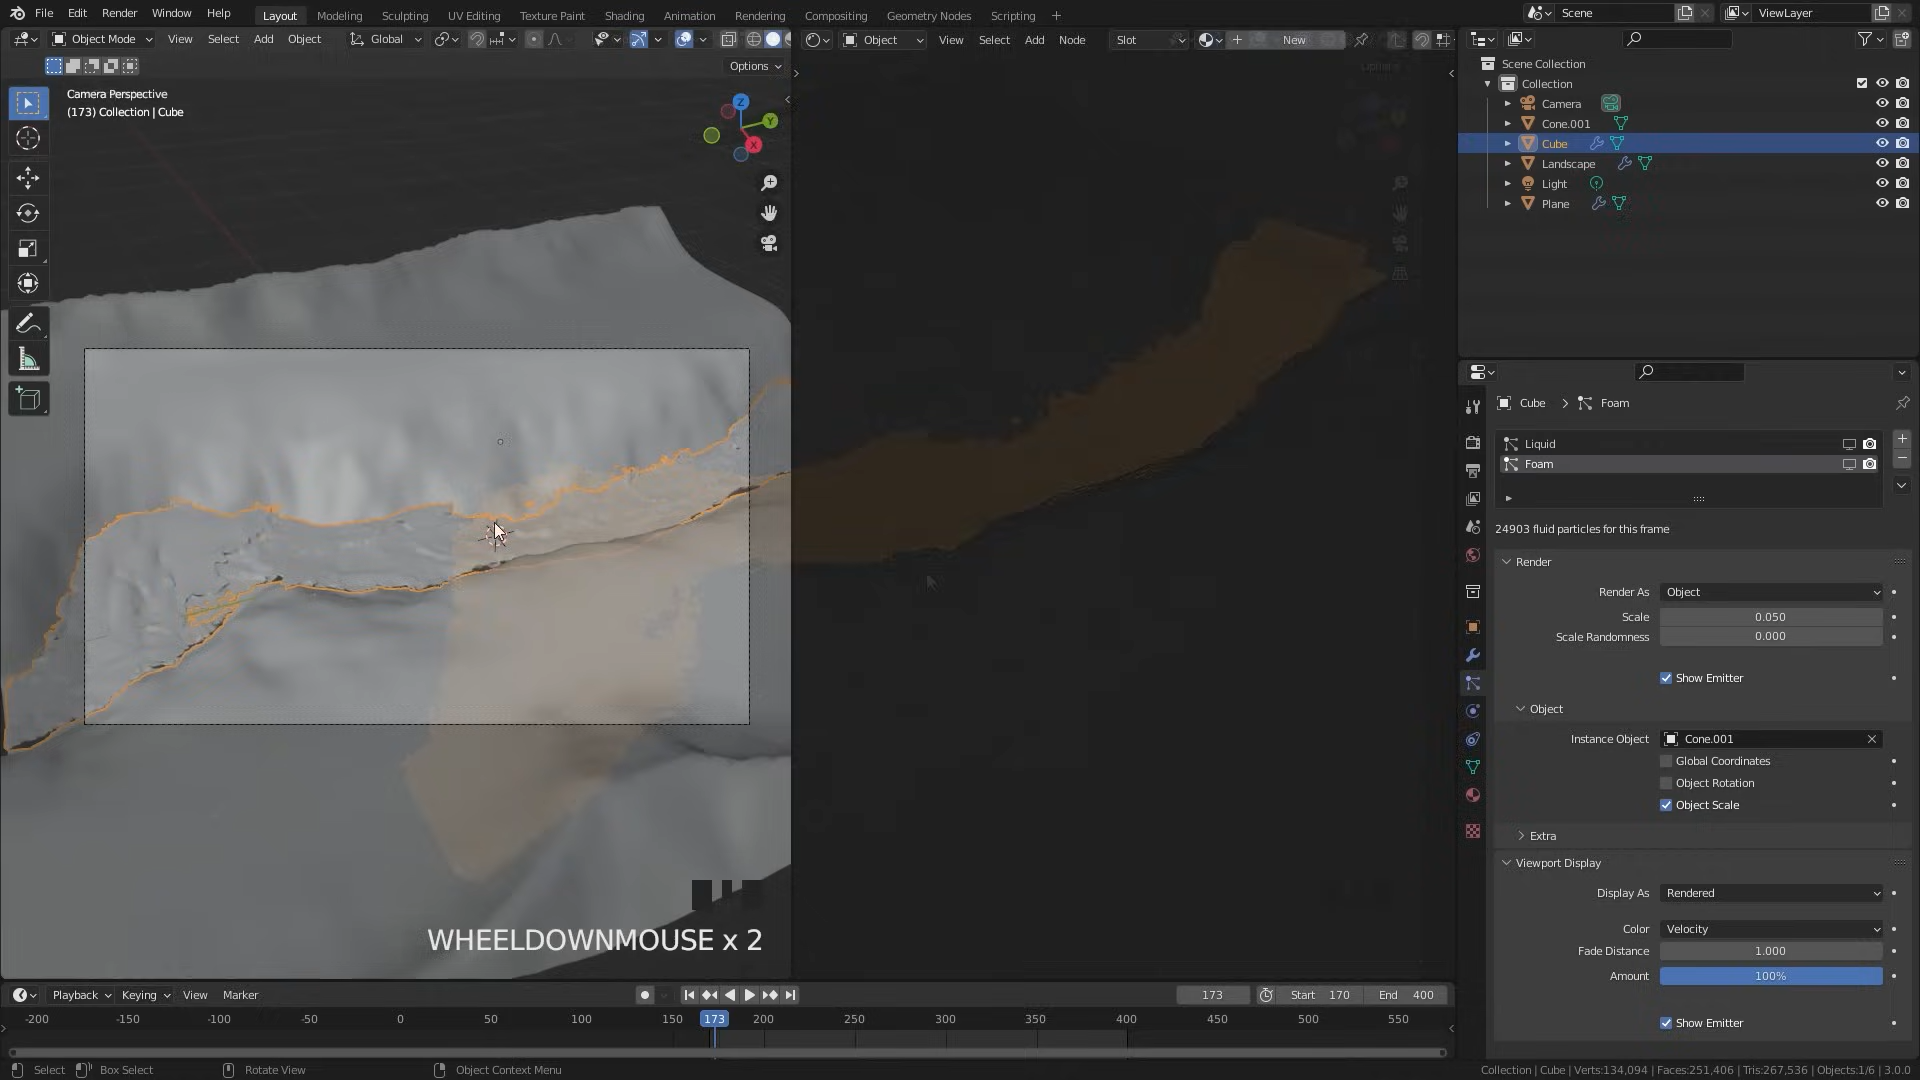 File Edit Render Window Help Layout Modeling Sculpting UV Editing Texture Paint Shading Animation Rendering Compositing Geometry Nodes Scripting + Scene ViewLayer
Object Mode View Select Add Object Global Object View Select Add Node Slot New
Options
Camera Perspective
(173) Collection | Cube
Z
Y
X
Scene Collection
Collection
Camera
Cone.001
Cube
Landscape
Light
Plane
Cube > Foam
Liquid
Foam
24903 fluid particles for this frame
Render
Render As Object
Scale 0.050
Scale Randomness 0.000
Show Emitter
Object
Instance Object Cone.001
Global Coordinates
Object Rotation
Object Scale
Extra
Viewport Display
Display As Rendered
Color Velocity
Fade Distance 1.000
Amount 100%
Show Emitter
WHEELDOWNMOUSE x 2
Playback Keying View Marker 173 Start 170 End 400
-200 -150 -100 -50 0 50 100 150 173 200 250 300 350 400 450 500 550
Select Box Select Rotate View Object Context Menu Collection | Cube | Verts:134,094 | Faces:251,406 | Tris:267,536 | Objects:1/6 | 3.0.0